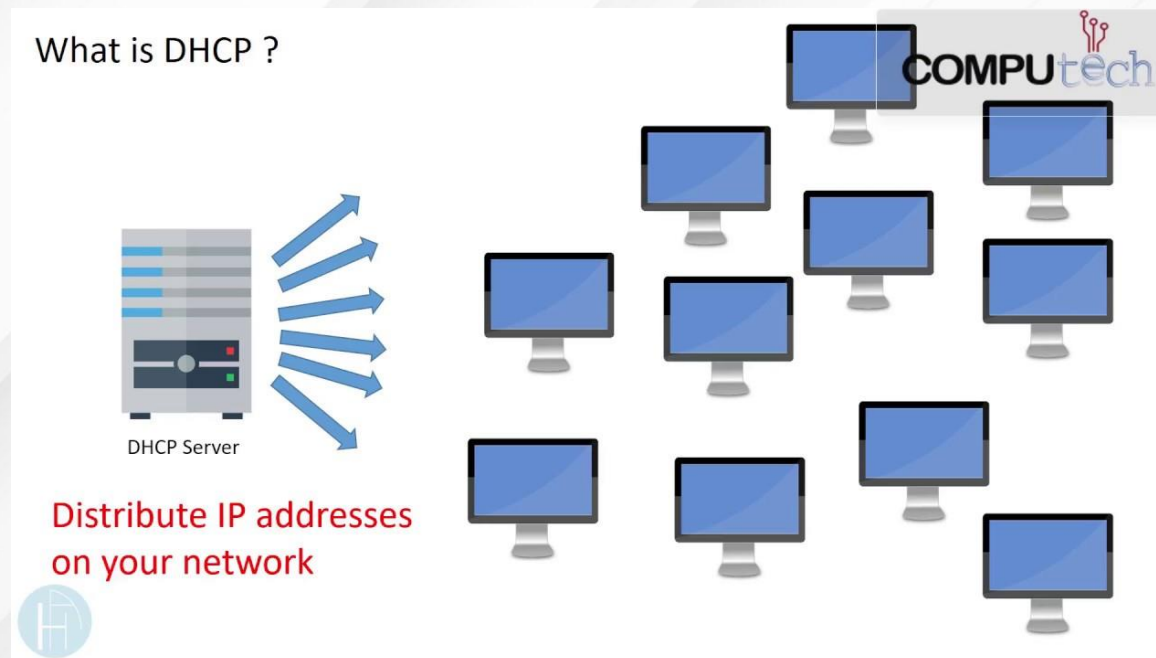 What is DHCP ?
COMPUtech
DHCP Server
Distribute IP addresses
on your network
H